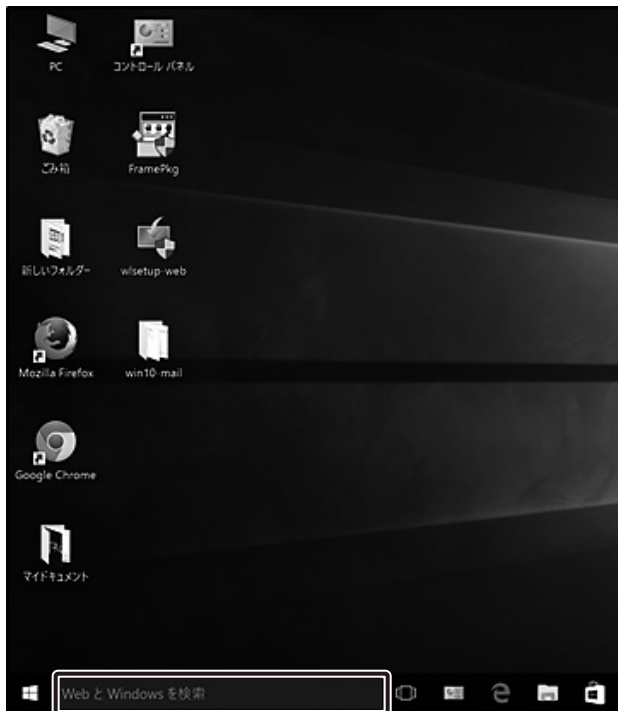 PC
コントロール パネル
ごみ箱
FramePkg
新しいフォルダー
wlsetup-web
Mozilla Firefox
win10-mail
Google Chrome
マイドキュメント
Web と Windows を検索